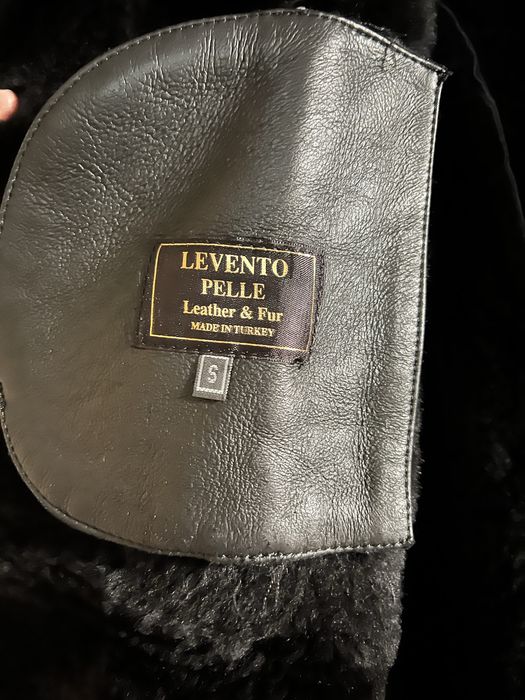 LEVENTO
PELLE
Leather & Fur
MADE IN TURKEY
S